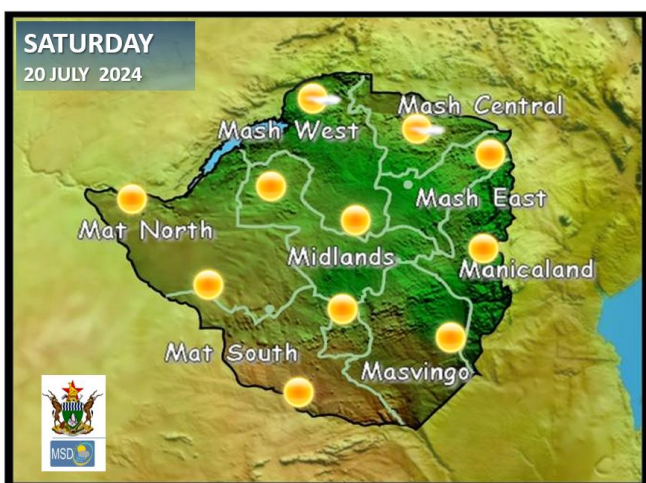 SATURDAY
20 JULY 2024
Mash Central
Mash West
Mash East
Mat North
Midlands
Manicaland
Mat South
Masvingo
MSD